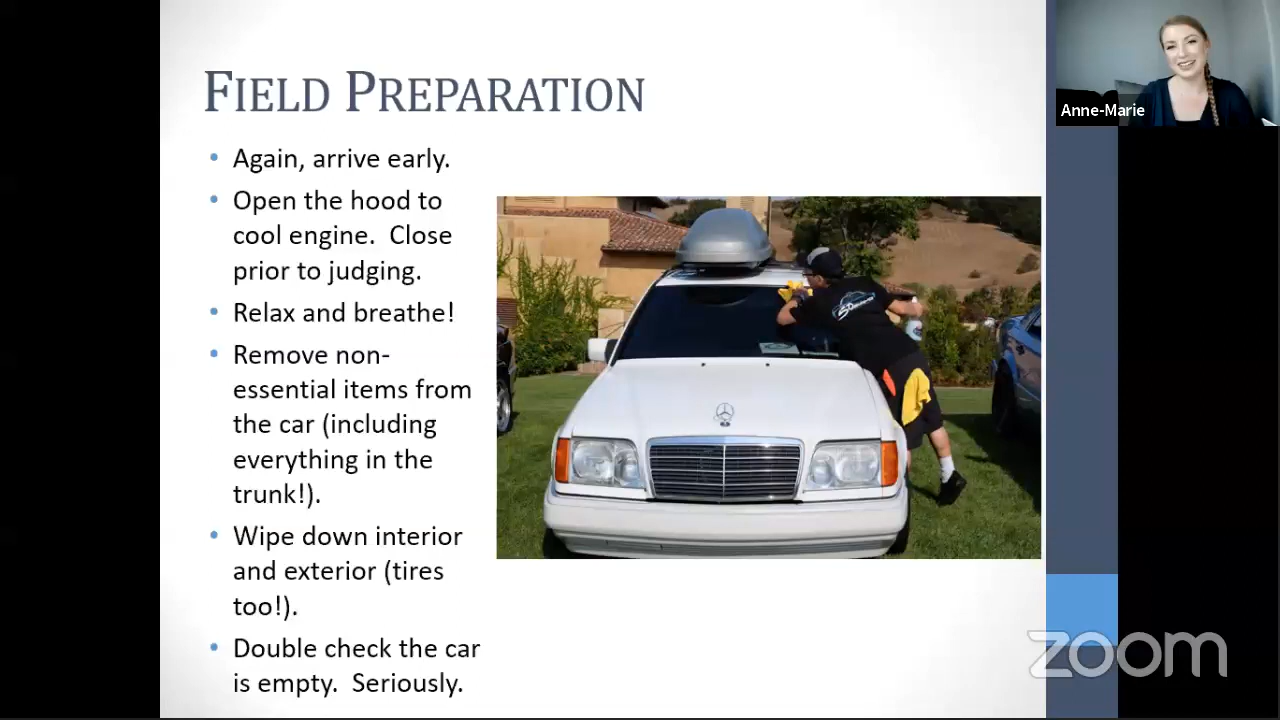 FIELD PREPARATION
• Again, arrive early.
• Open the hood to
cool engine.  Close
prior to judging.
• Relax and breathe!
• Remove non-
essential items from
the car (including
everything in the
trunk!).
• Wipe down interior
and exterior (tires
too!).
• Double check the car
is empty.  Seriously.
Anne-Marie
zoom